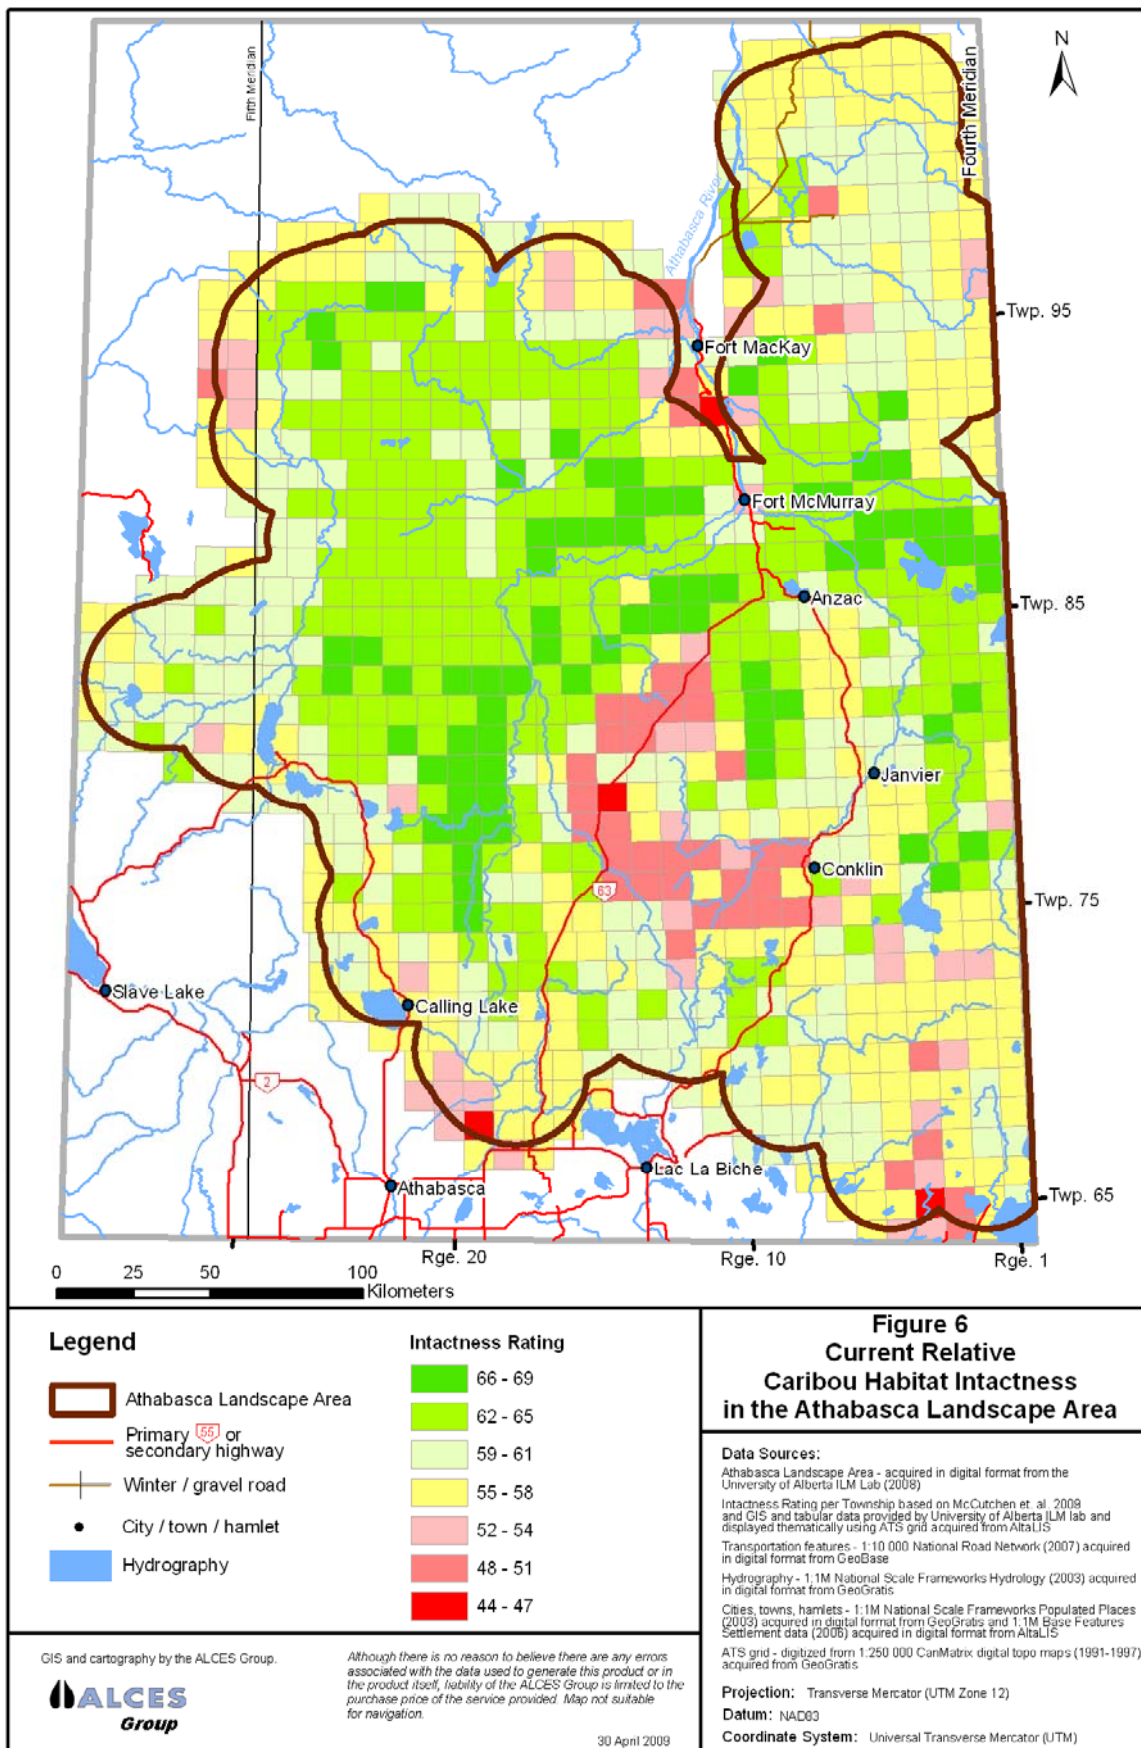 N
Fifth Meridian
Fourth Meridian
Athabasca River
Twp. 95
Fort MacKay
Fort McMurray
Anzac
Twp. 85
Janvier
Conklin
63
Twp. 75
Slave Lake
Calling Lake
2
Lac La Biche
Athabasca
Twp. 65
Rge. 20
Rge. 10
Rge. 1
0 25 50 100
Kilometers
Legend
Athabasca Landscape Area
Primary 55 or
secondary highway
Winter / gravel road
City / town / hamlet
Hydrography
Intactness Rating
66 - 69
62 - 65
59 - 61
55 - 58
52 - 54
48 - 51
44 - 47
Figure 6
Current Relative
Caribou Habitat Intactness
in the Athabasca Landscape Area
Data Sources:
Athabasca Landscape Area - acquired in digital format from the
University of Alberta ILM Lab (2008)
Intactness Rating per Township based on McCutchen et. al. 2009
and GIS and tabular data provided by University of Alberta ILM lab and
displayed thematically using ATS grid acquired from AltaLIS
Transportation features - 1:10 000 National Road Network (2007) acquired
in digital format from GeoBase
Hydrography - 1:1M National Scale Frameworks Hydrology (2003) acquired
in digital format from GeoGratis
Cities, towns, hamlets - 1:1M National Scale Frameworks Populated Places
(2003) acquired in digital format from GeoGratis and 1:1M Base Features
Settlement data (2006) acquired in digital format from AltaLIS
ATS grid - digitized from 1:250 000 CanMatrix digital topo maps (1991-1997)
acquired from GeoGratis
Projection: Transverse Mercator (UTM Zone 12)
Datum: NAD83
Coordinate System: Universal Transverse Mercator (UTM)
GIS and cartography by the ALCES Group.
ALCES
Group
Although there is no reason to believe there are any errors
associated with the data used to generate this product or in
the product itself, liability of the ALCES Group is limited to the
purchase price of the service provided. Map not suitable
for navigation.
30 April 2009